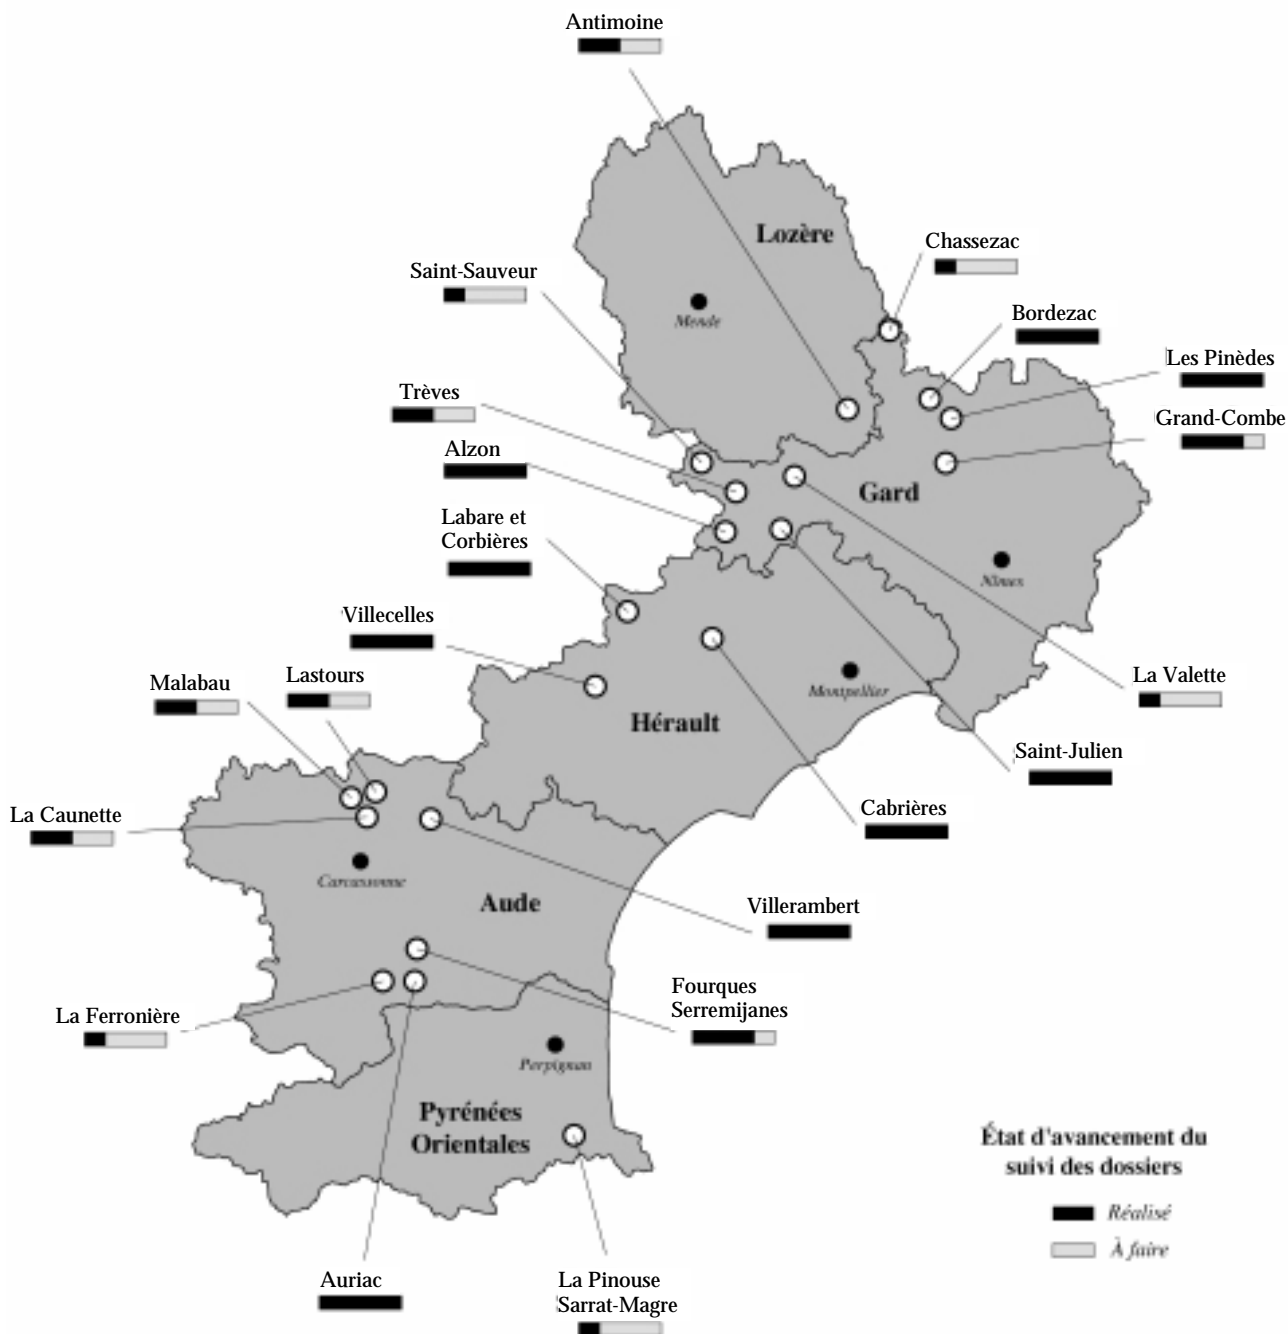 Antimoine
Lozère
Chassezac
Saint-Sauveur
Mende
Bordezac
Les Pinèdes
Trèves
Grand-Combe
Alzon
Gard
Labare et
Corbières
Nîmes
Villecelles
Malabau
Lastours
Montpellier
La Valette
Hérault
Saint-Julien
La Caunette
Cabrières
Carcassonne
Aude
Villerambert
Fourques
Serremijanes
La Ferronière
Perpignan
Pyrénées
Orientales
État d'avancement du
suivi des dossiers
Réalisé
À faire
Auriac
La Pinouse
Sarrat-Magre